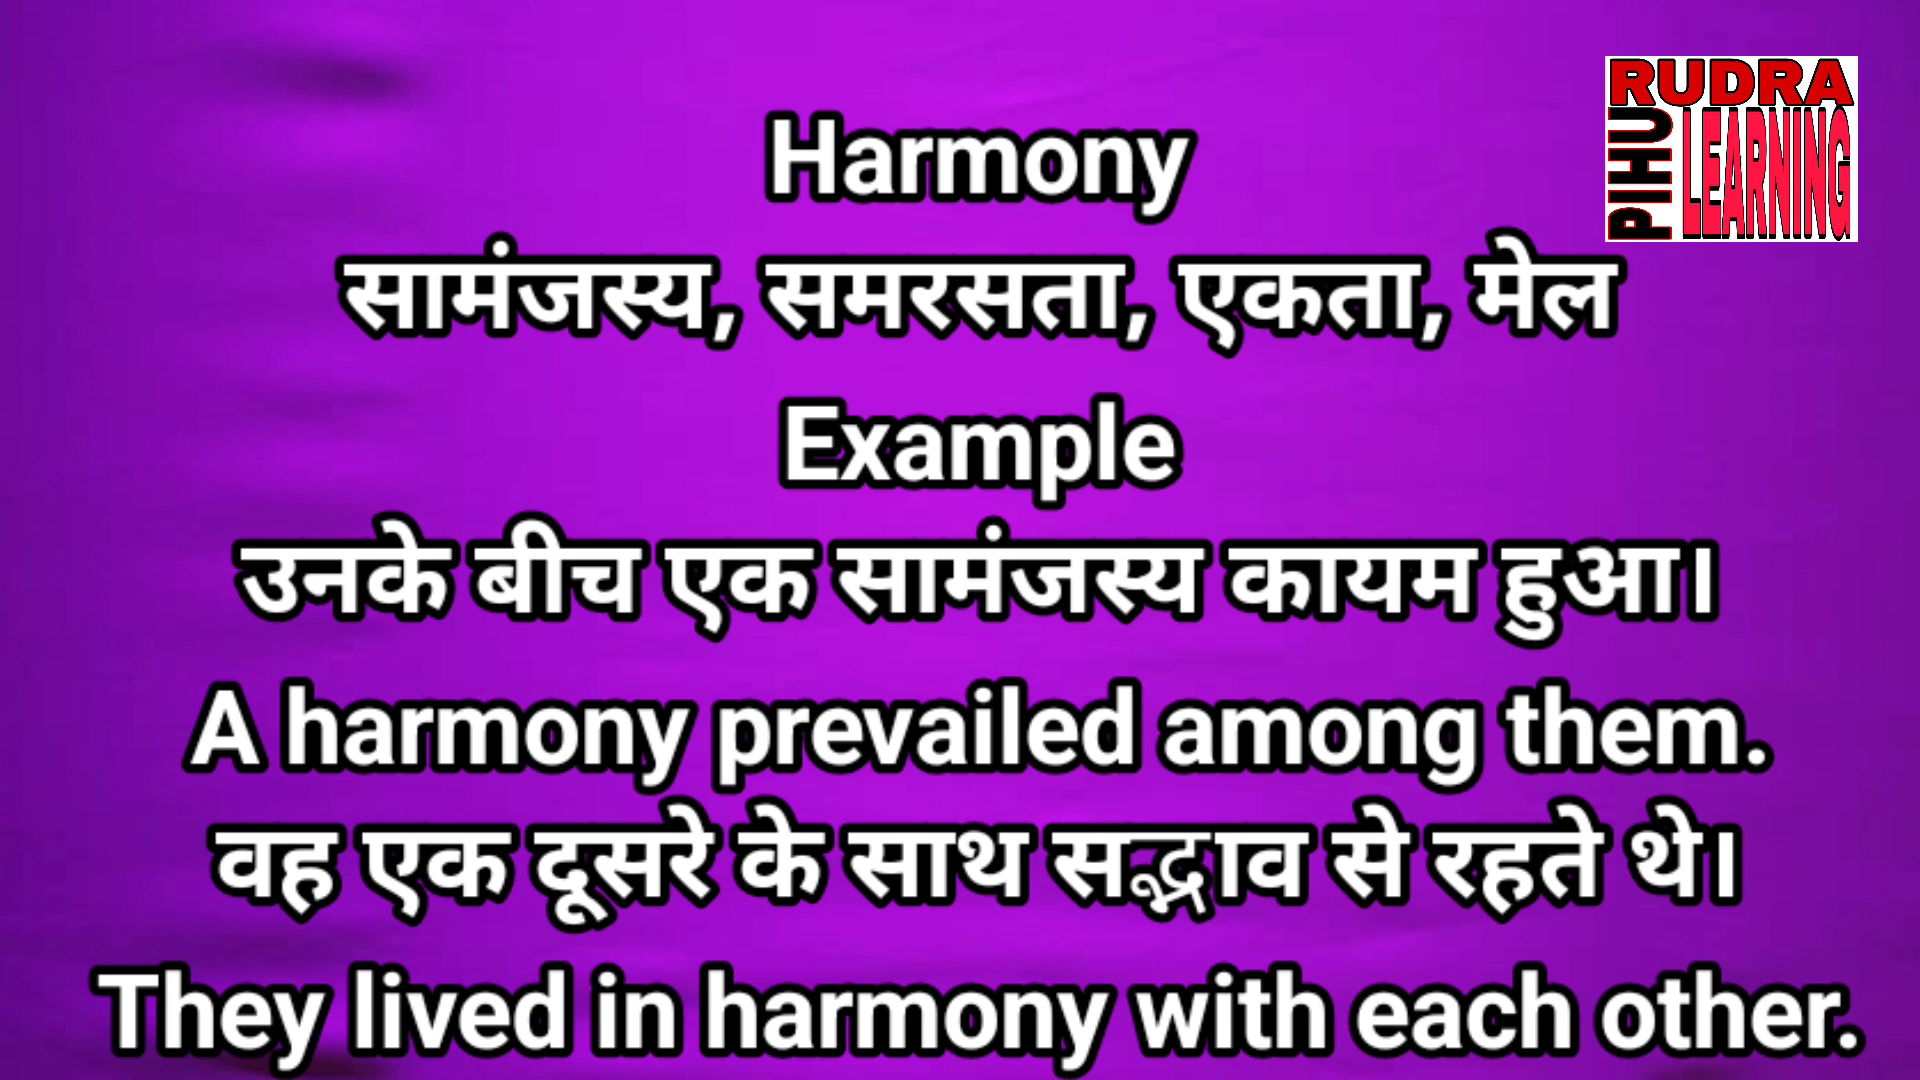 RUDRA
PIHU
LEARNING
Harmony
सामंजस्य, समरसता, एकता, मेल
Example
उनके बीच एक सामंजस्य कायम हुआ।
A harmony prevailed among them.
वह एक दूसरे के साथ सद्भाव से रहते थे।
They lived in harmony with each other.